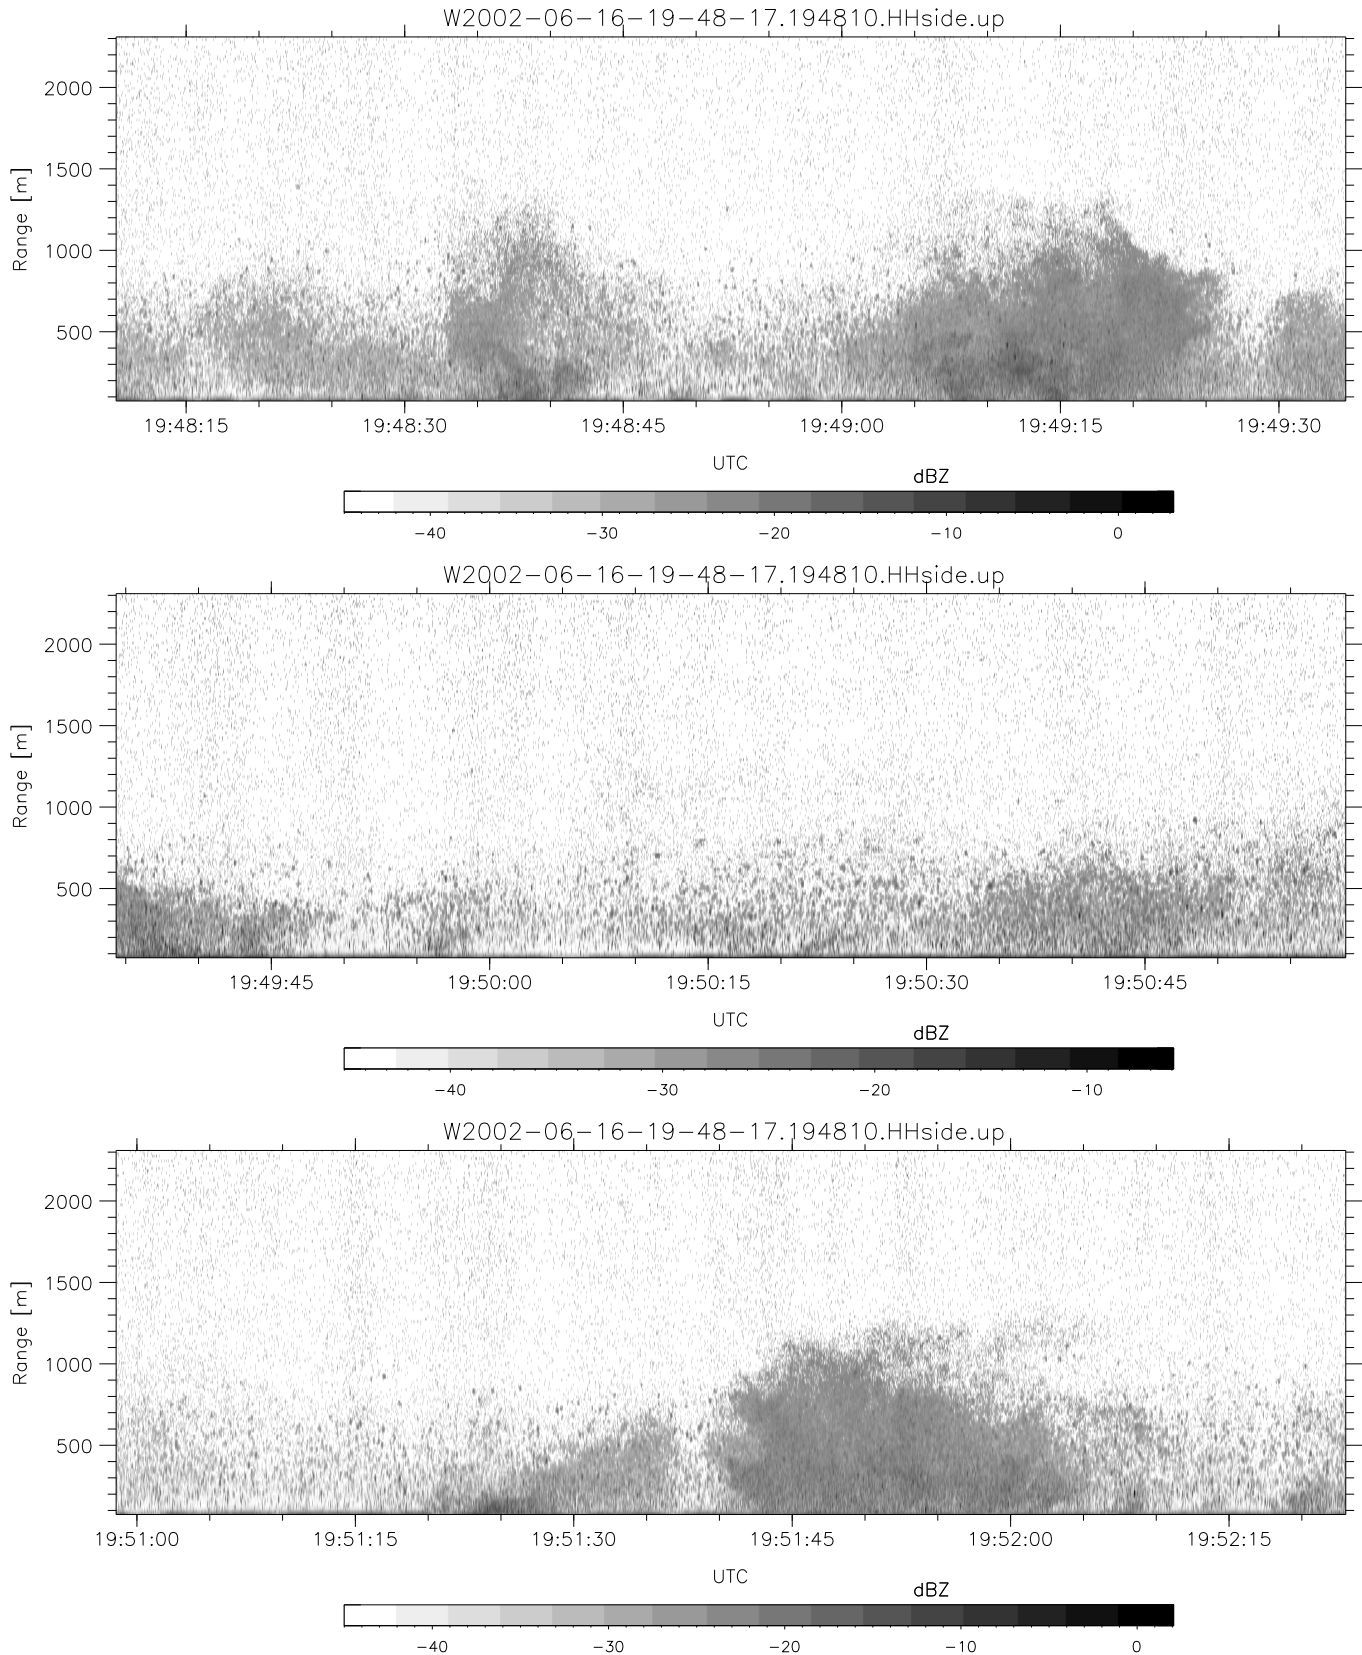 W2002-06-16-19-48-17.194810.HHside.up
2000
1500
1000
500
Range [m]
19:48:15 19:48:30 19:48:45 19:49:00 19:49:15 19:49:30
UTC
dBZ
-40 -30 -20 -10 0
W2002-06-16-19-48-17.194810.HHside.up
2000
1500
1000
500
Range [m]
19:49:45 19:50:00 19:50:15 19:50:30 19:50:45
UTC
dBZ
-40 -30 -20 -10
W2002-06-16-19-48-17.194810.HHside.up
2000
1500
1000
500
Range [m]
19:51:00 19:51:15 19:51:30 19:51:45 19:52:00 19:52:15
UTC
dBZ
-40 -30 -20 -10 0